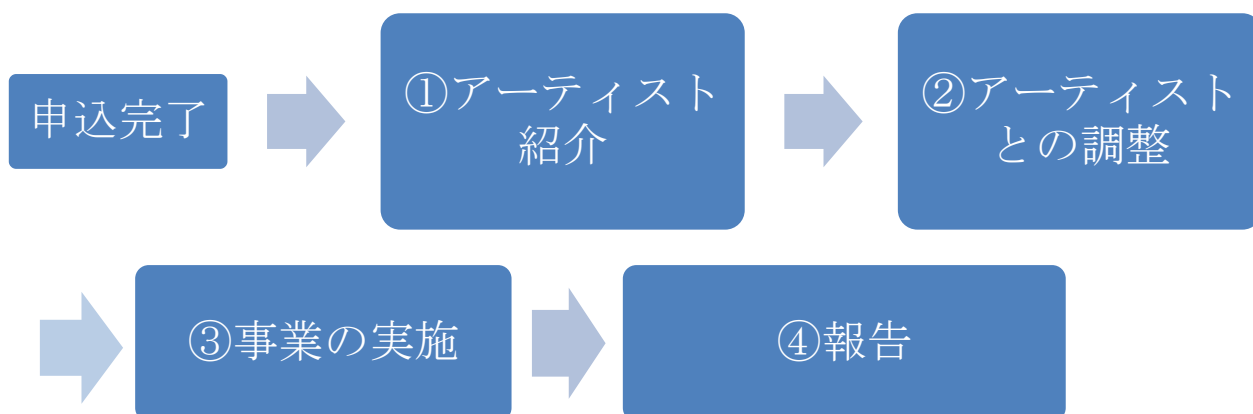 申込完了
①アーティスト
紹介
②アーティスト
との調整
③事業の実施
④報告